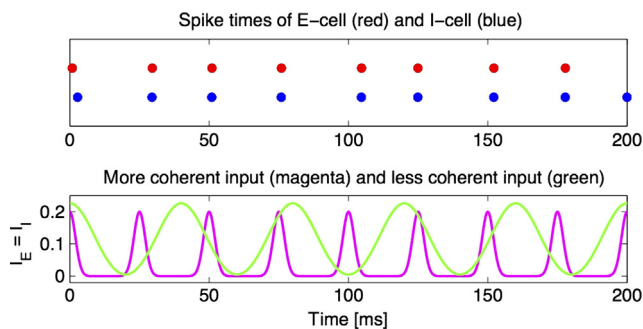 Spike times of E-cell (red) and I-cell (blue)
0 50 100 150 200
More coherent input (magenta) and less coherent input (green)
I_E = I_I
0.2
0.1
0
0 50 100 150 200
Time [ms]